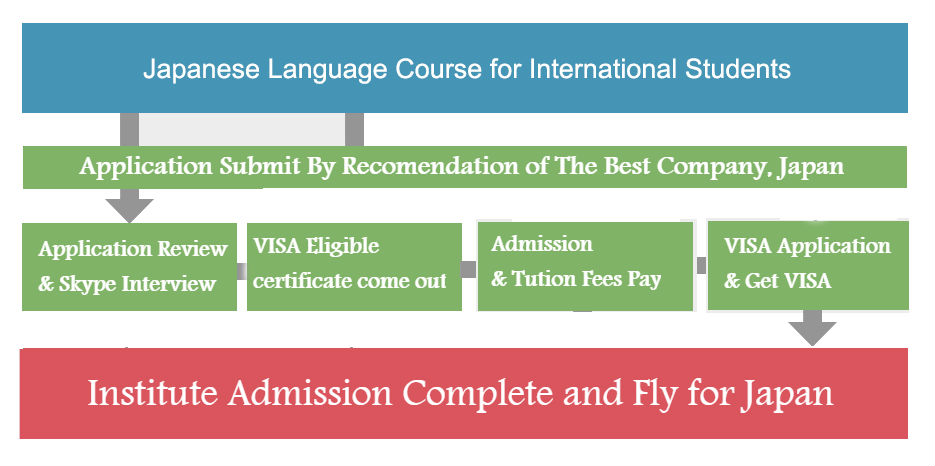 Japanese Language Course for International Students
Application Submit By Recomendation of The Best Company, Japan
Application Review
& Skype Interview
VISA Eligible
certificate come out
Admission
& Tution Fees Pay
VISA Application
& Get VISA
Institute Admission Complete and Fly for Japan